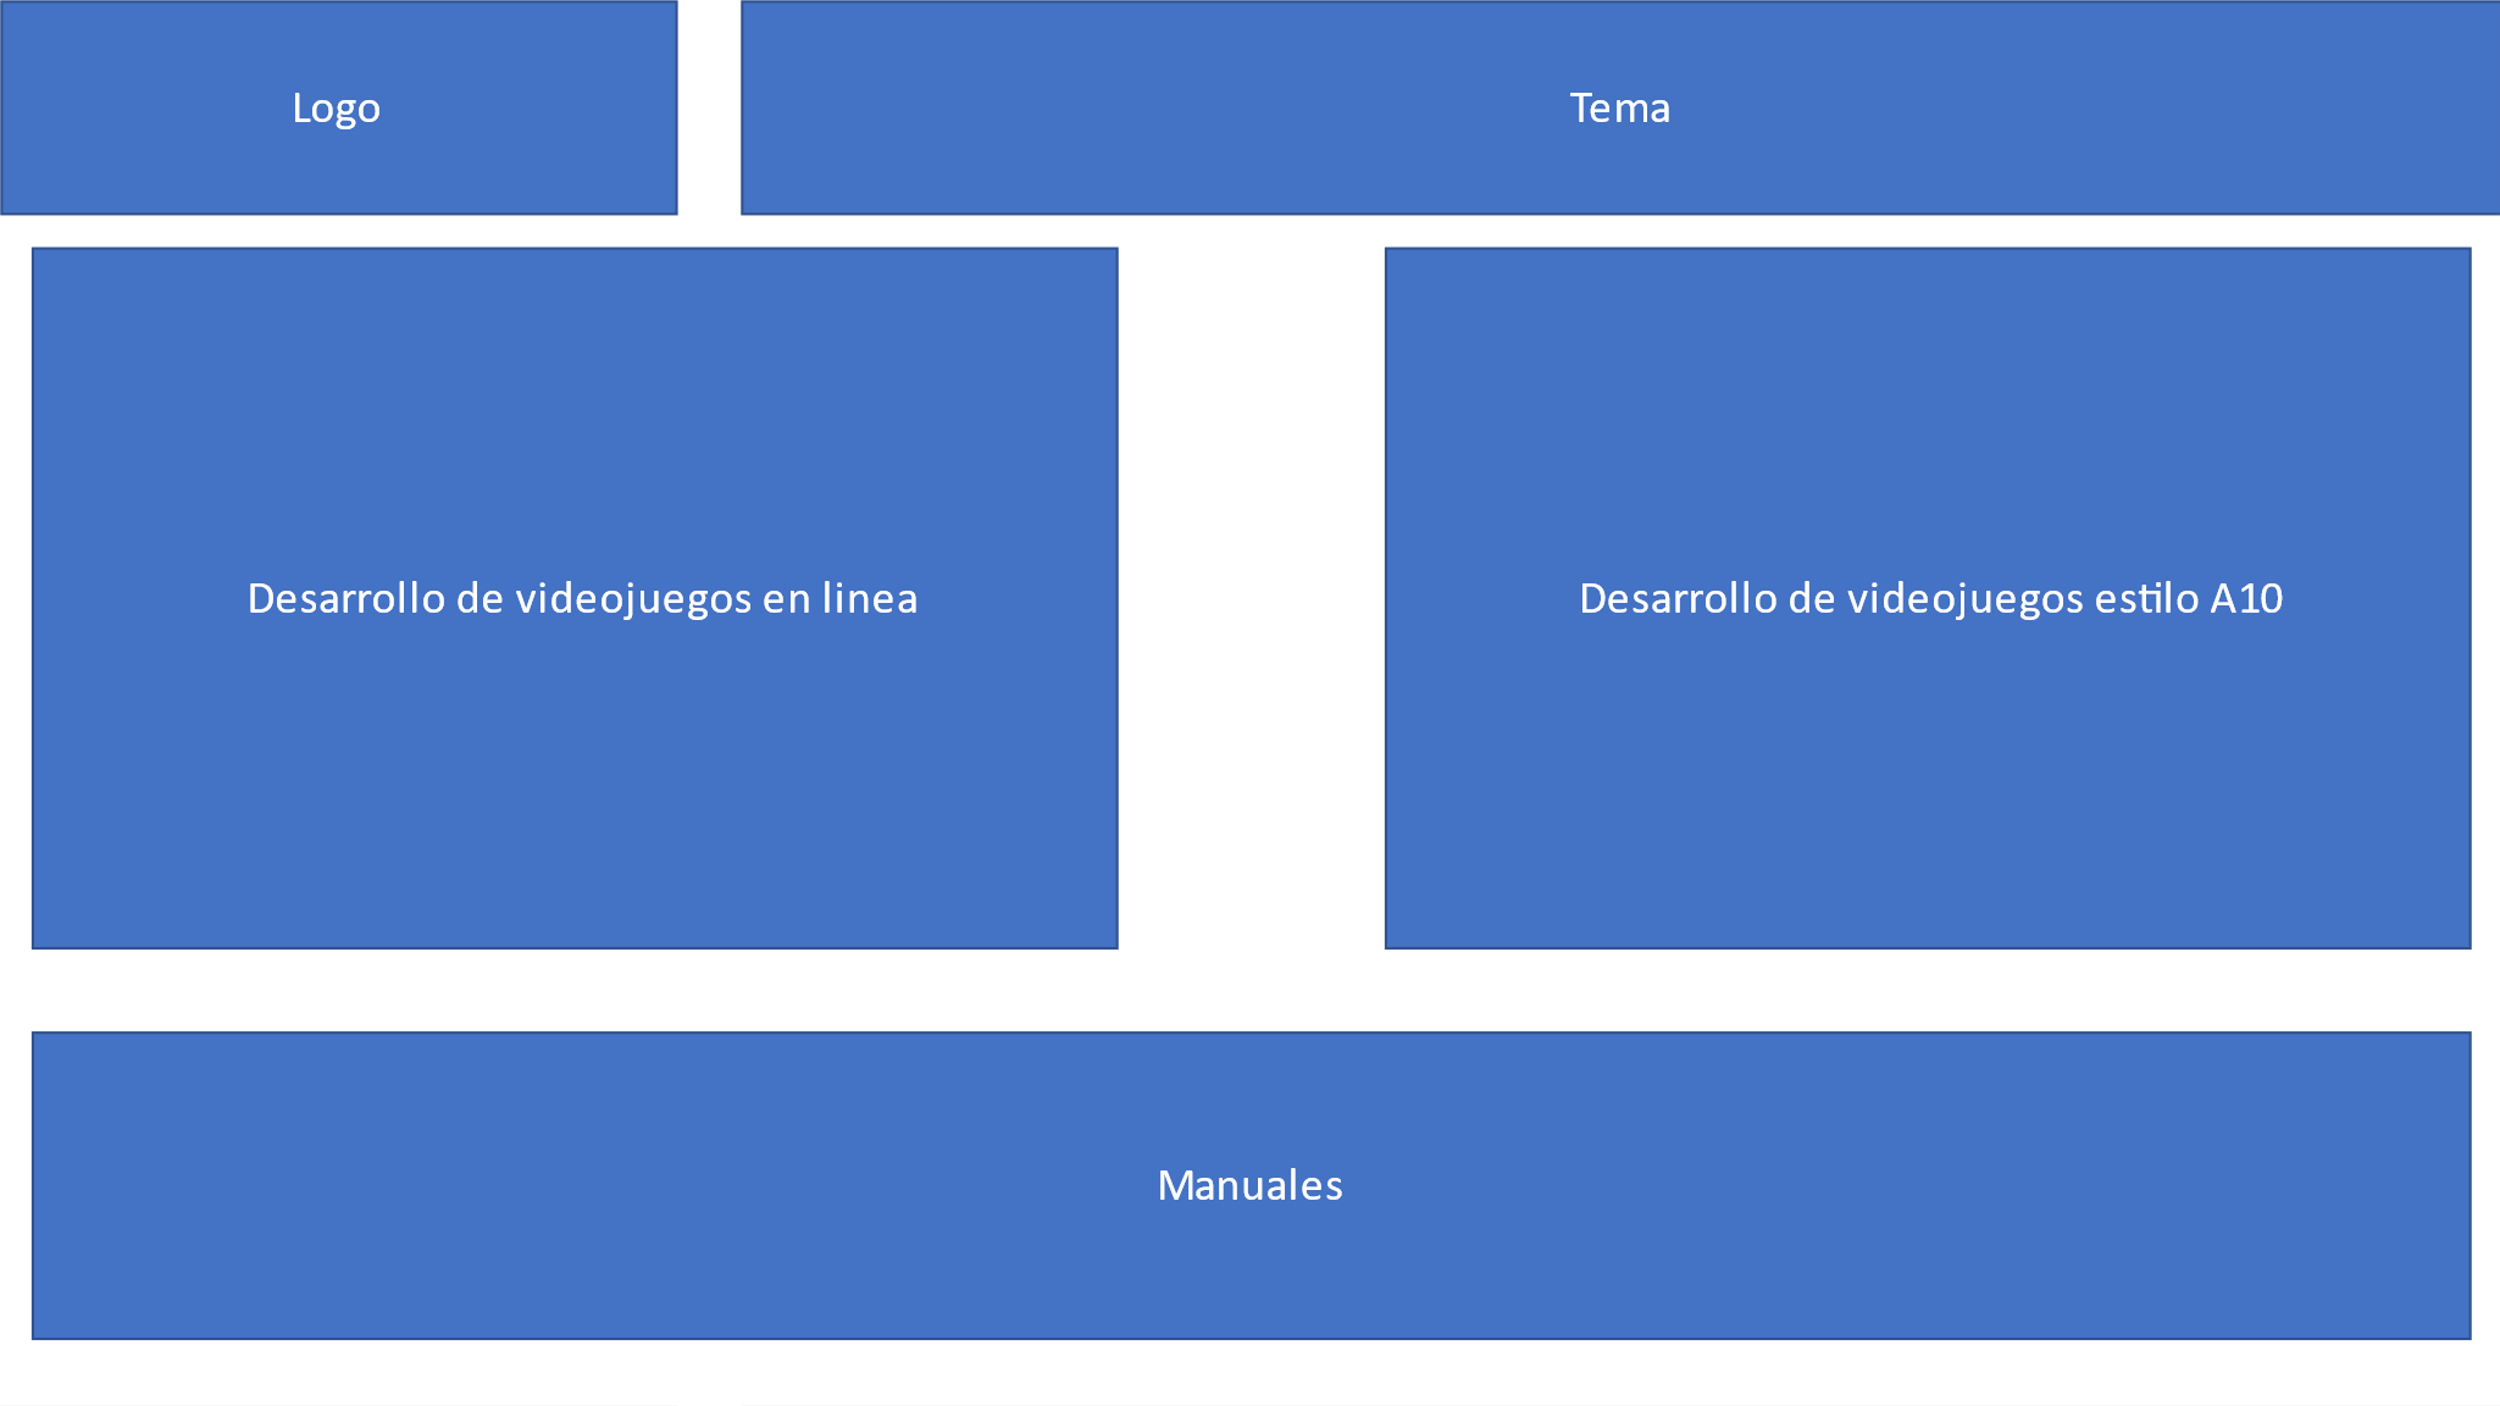 Logo
Tema
Desarrollo de videojuegos en linea
Desarrollo de videojuegos estilo A10
Manuales